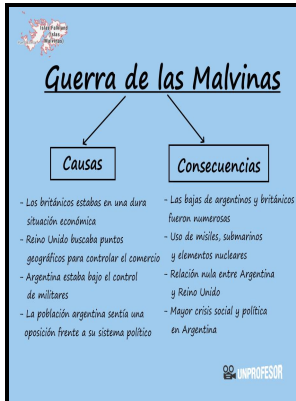 Islas Falkland
Islas
Malvinas
Guerra de las Malvinas
Causas
- Los británicos estabas en una dura
situación económica
- Reino Unido buscaba puntos
geográficos para controlar el comercio
- Argentina estaba bajo el control
de militares
- La población argentina sentía una
oposición frente a su sistema político
Consecuencias
- Las bajas de argentinos y británicos
fueron numerosas
- Uso de misiles, submarinos
y elementos nucleares
- Relación nula entre Argentina
y Reino Unido
- Mayor crisis social y política
en Argentina
UNPROFESOR